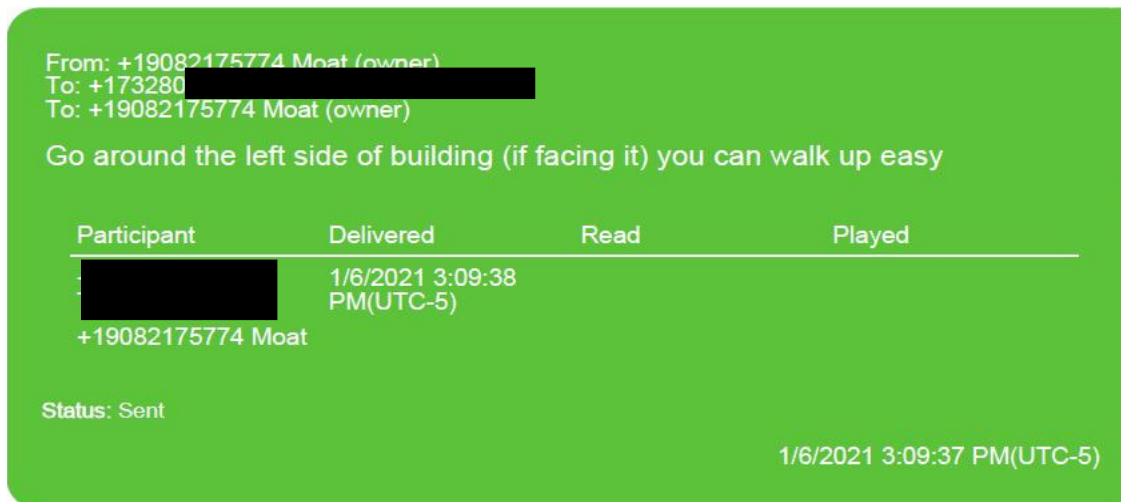 From: +19082175774 Moat (owner)
To: +173280
To: +19082175774 Moat (owner)
Go around the left side of building (if facing it) you can walk up easy
Participant Delivered Read Played
1/6/2021 3:09:38
PM(UTC-5)
+19082175774 Moat
Status: Sent
1/6/2021 3:09:37 PM(UTC-5)